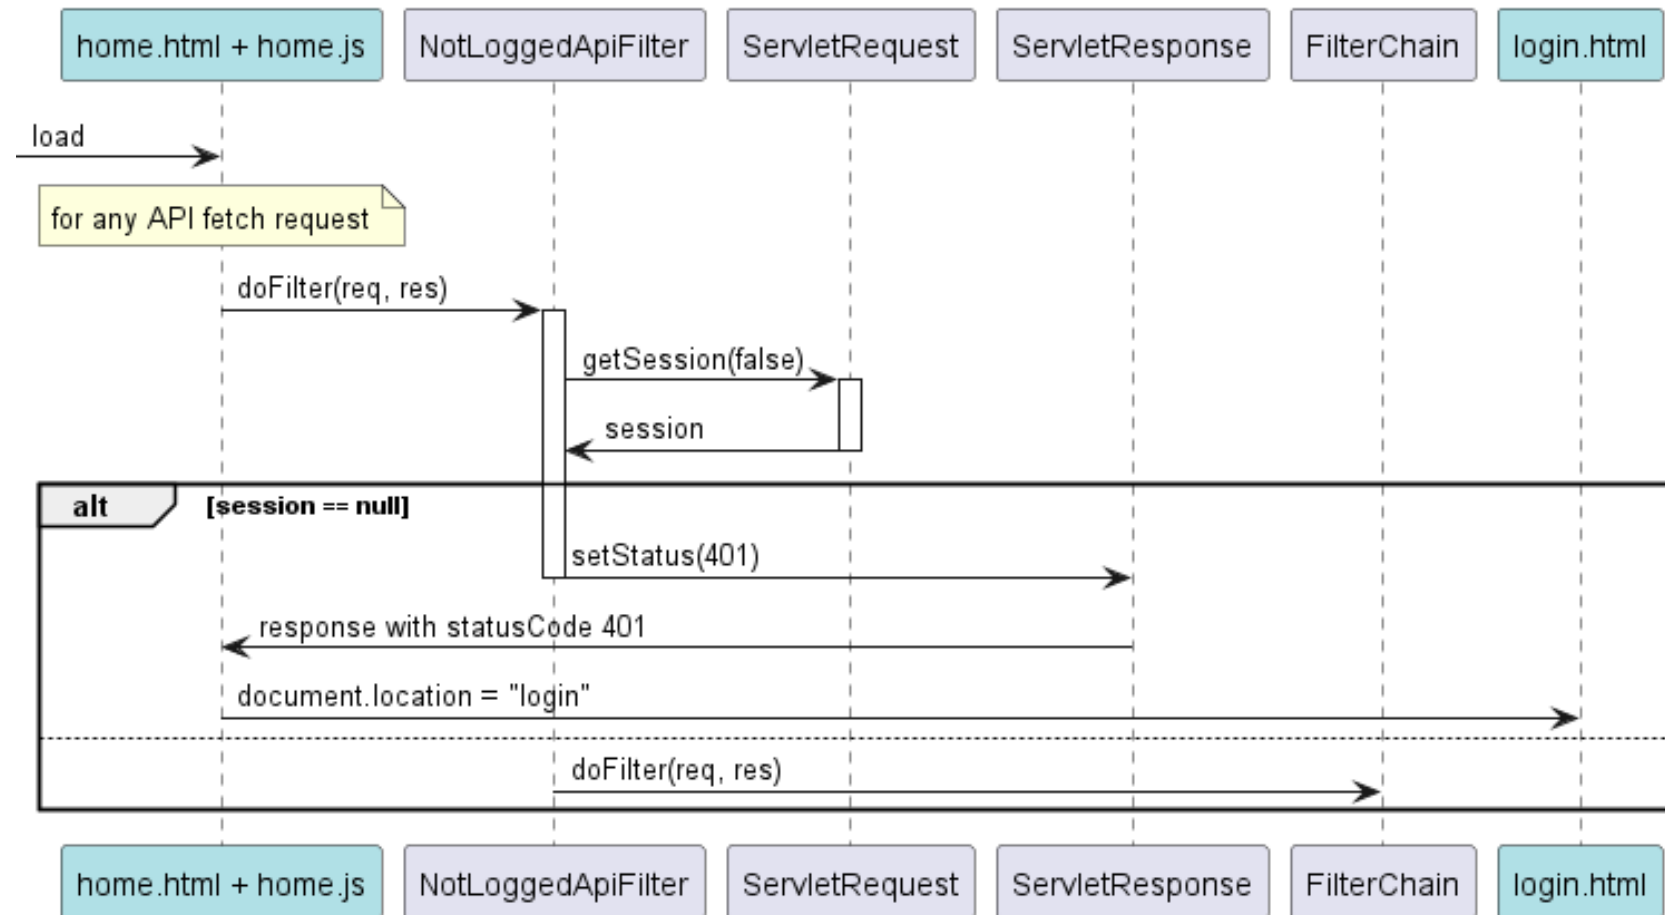 home.html + home.js
NotLoggedApiFilter
ServletRequest
ServletResponse
FilterChain
login.html
load
for any API fetch request
doFilter(req, res)
getSession(false)
session
alt
[session == null]
setStatus(401)
response with statusCode 401
document.location = "login"
doFilter(req, res)
home.html + home.js
NotLoggedApiFilter
ServletRequest
ServletResponse
FilterChain
login.html